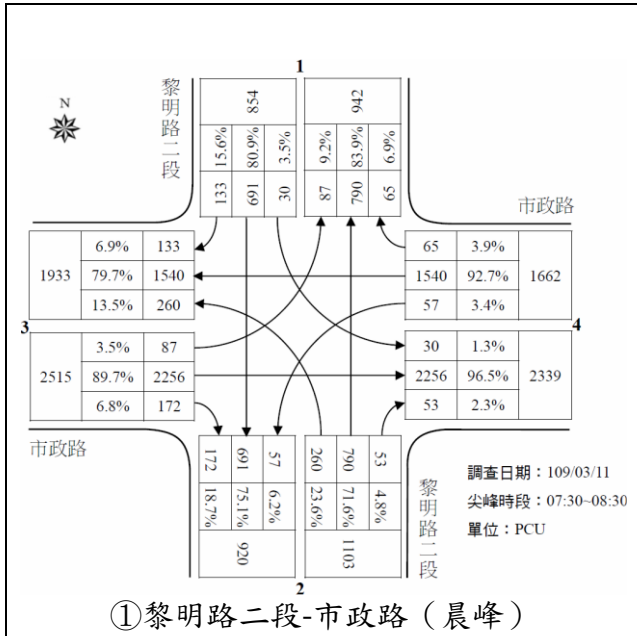 1
黎明路二段
N
854
942
15.6% 80.9% 3.5%
9.2% 83.9% 6.9%
133 691 30
87 790 65
市政路
1933
6.9% 133
79.7% 1540
13.5% 260
65 3.9%
1540 92.7%
57 3.4%
1662
3
4
2515
3.5% 87
89.7% 2256
6.8% 172
30 1.3%
2256 96.5%
53 2.3%
2339
市政路
172 691 57
260 790 53
18.7% 75.1% 6.2%
23.6% 71.6% 4.8%
920
1103
2
黎明路二段
調查日期：109/03/11
尖峰時段：07:30~08:30
單位：PCU
①黎明路二段-市政路（晨峰）